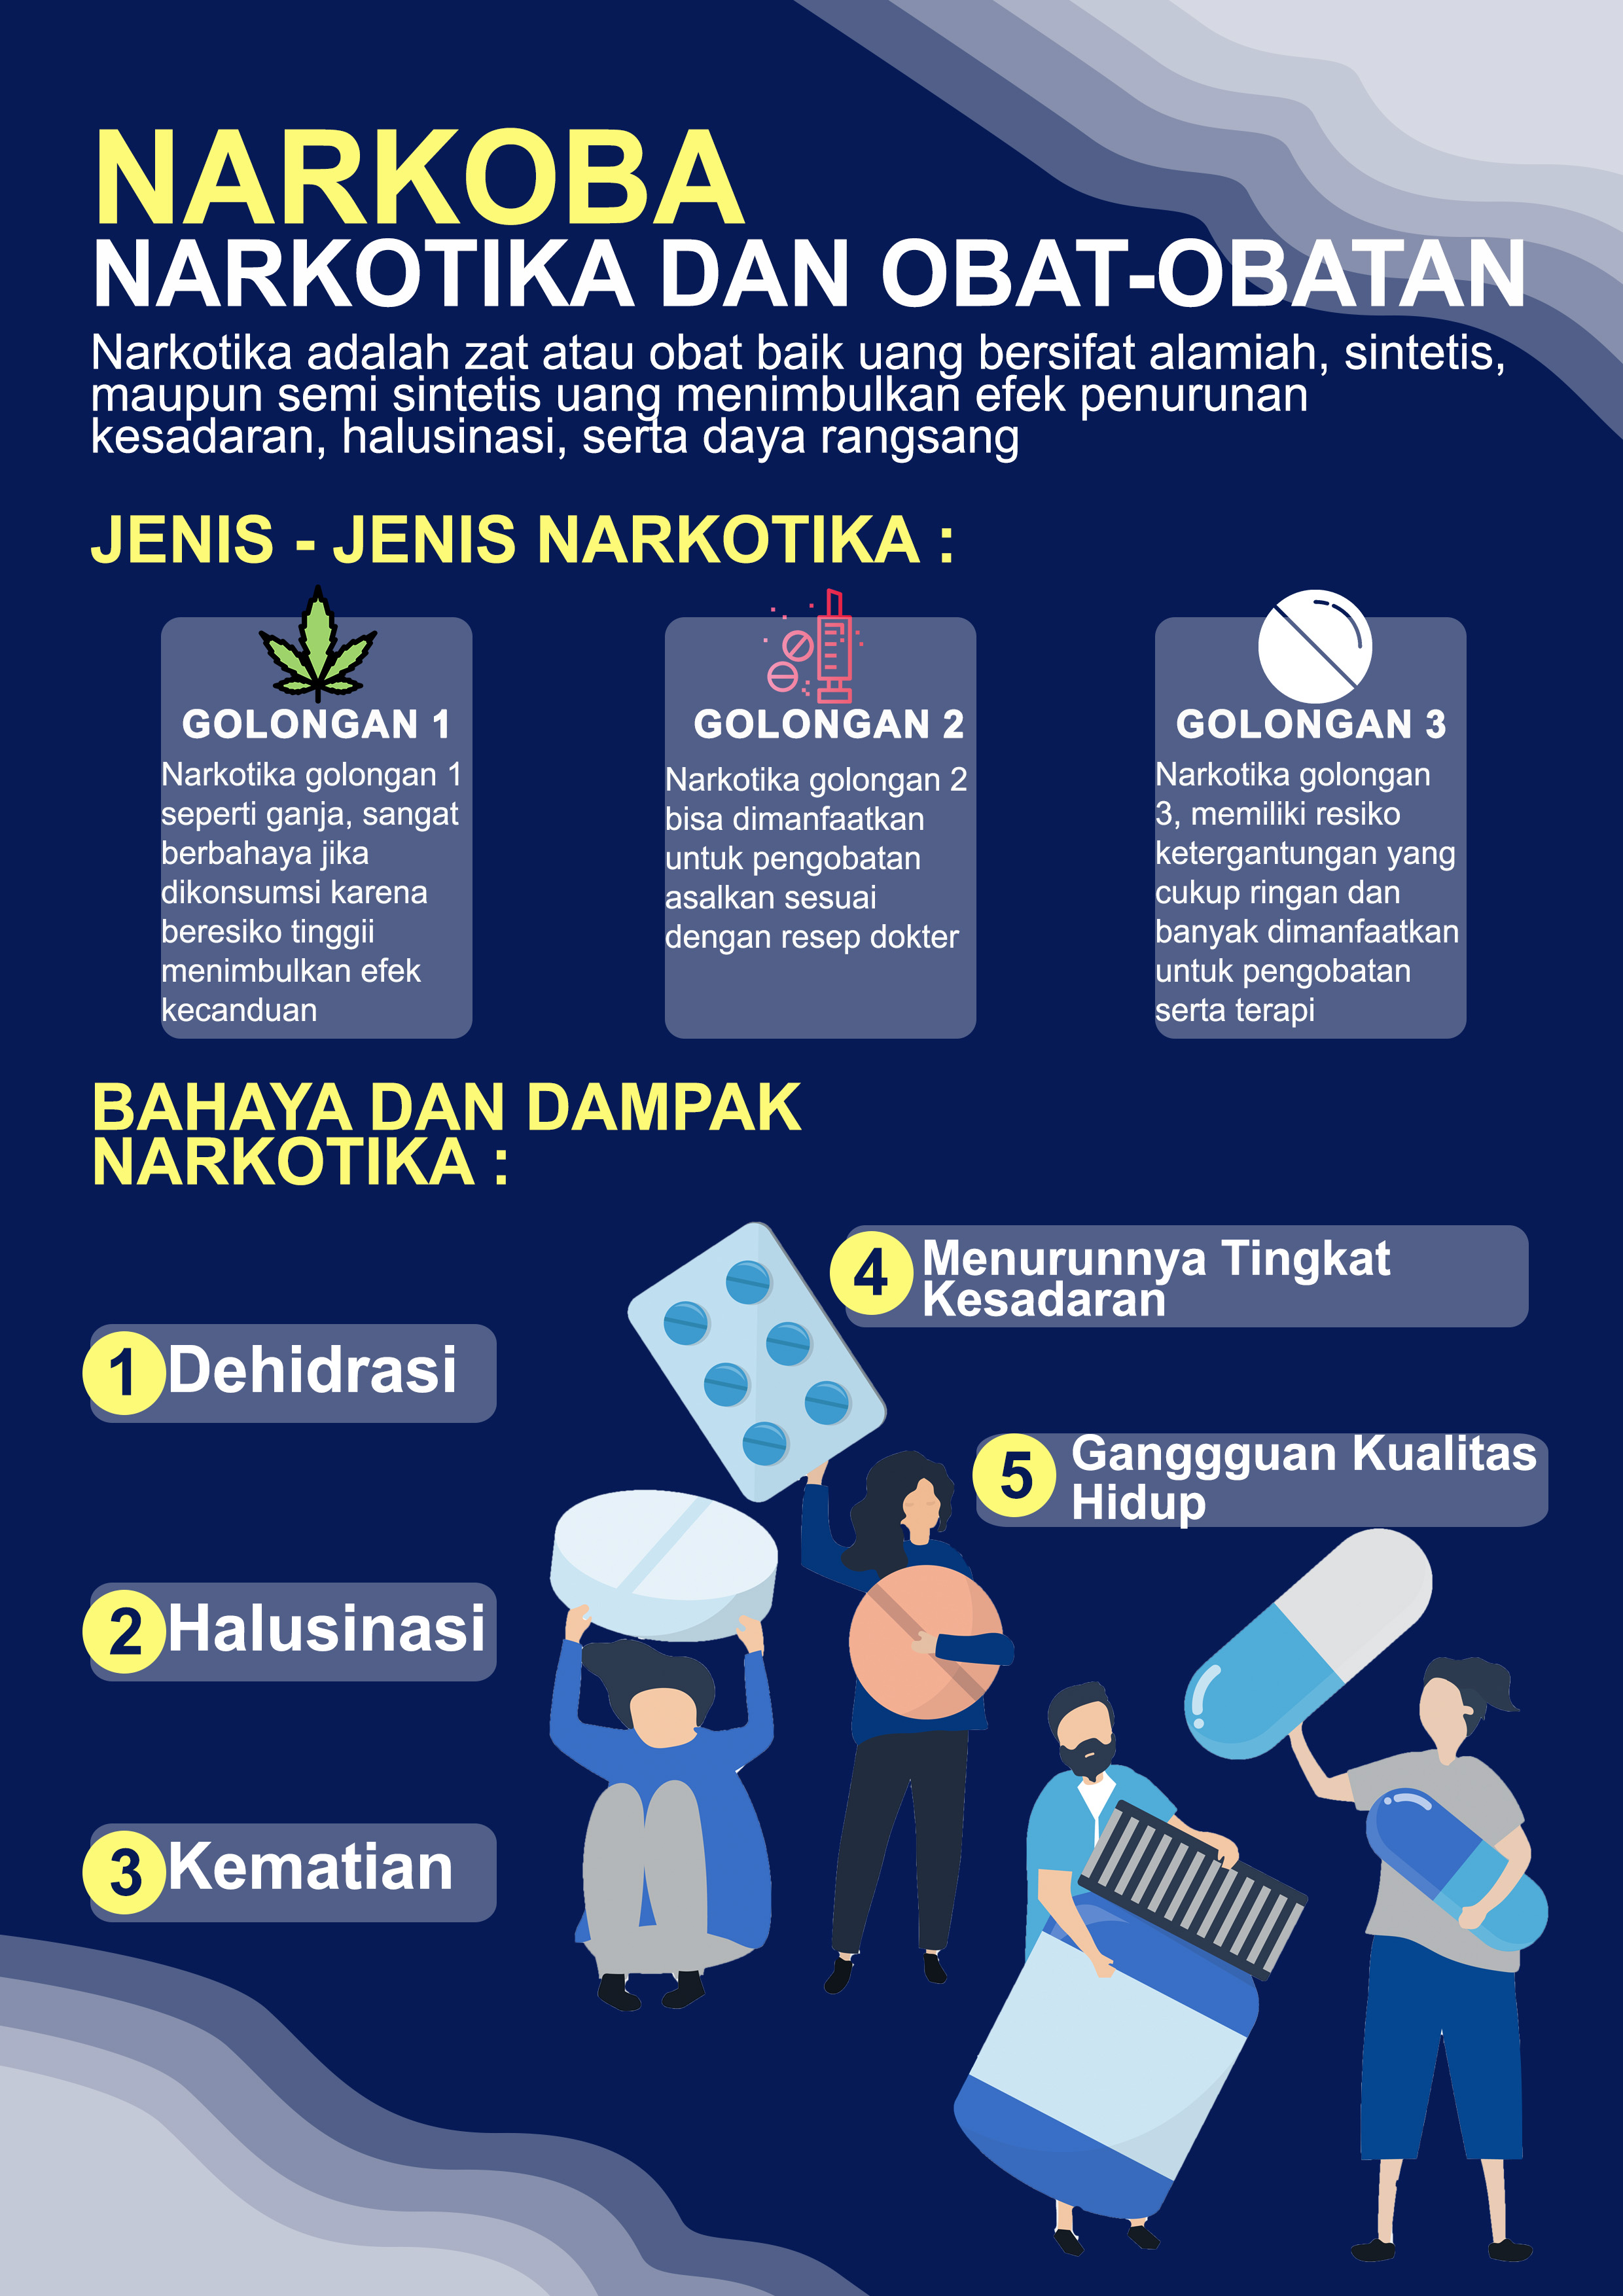 NARKOBA
NARKOTIKA DAN OBAT-OBATAN
Narkotika adalah zat atau obat baik uang bersifat alamiah, sintetis,
maupun semi sintetis uang menimbulkan efek penurunan
kesadaran, halusinasi, serta daya rangsang
JENIS - JENIS NARKOTIKA :
GOLONGAN 1
Narkotika golongan 1
seperti ganja, sangat
berbahaya jika
dikonsumsi karena
beresiko tinggii
menimbulkan efek
kecanduan
GOLONGAN 2
Narkotika golongan 2
bisa dimanfaatkan
untuk pengobatan
asalkan sesuai
dengan resep dokter
GOLONGAN 3
Narkotika golongan
3, memiliki resiko
ketergantungan yang
cukup ringan dan
banyak dimanfaatkan
untuk pengobatan
serta terapi
BAHAYA DAN DAMPAK
NARKOTIKA :
1 Dehidrasi
2 Halusinasi
3 Kematian
4 Menurunnya Tingkat
Kesadaran
5 Ganggguan Kualitas
Hidup